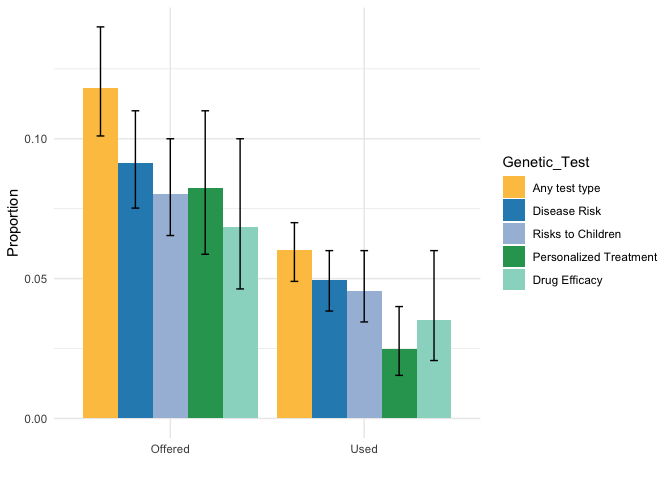 Proportion
0.10
0.05
0.00
Offered
Used
Genetic_Test
Any test type
Disease Risk
Risks to Children
Personalized Treatment
Drug Efficacy